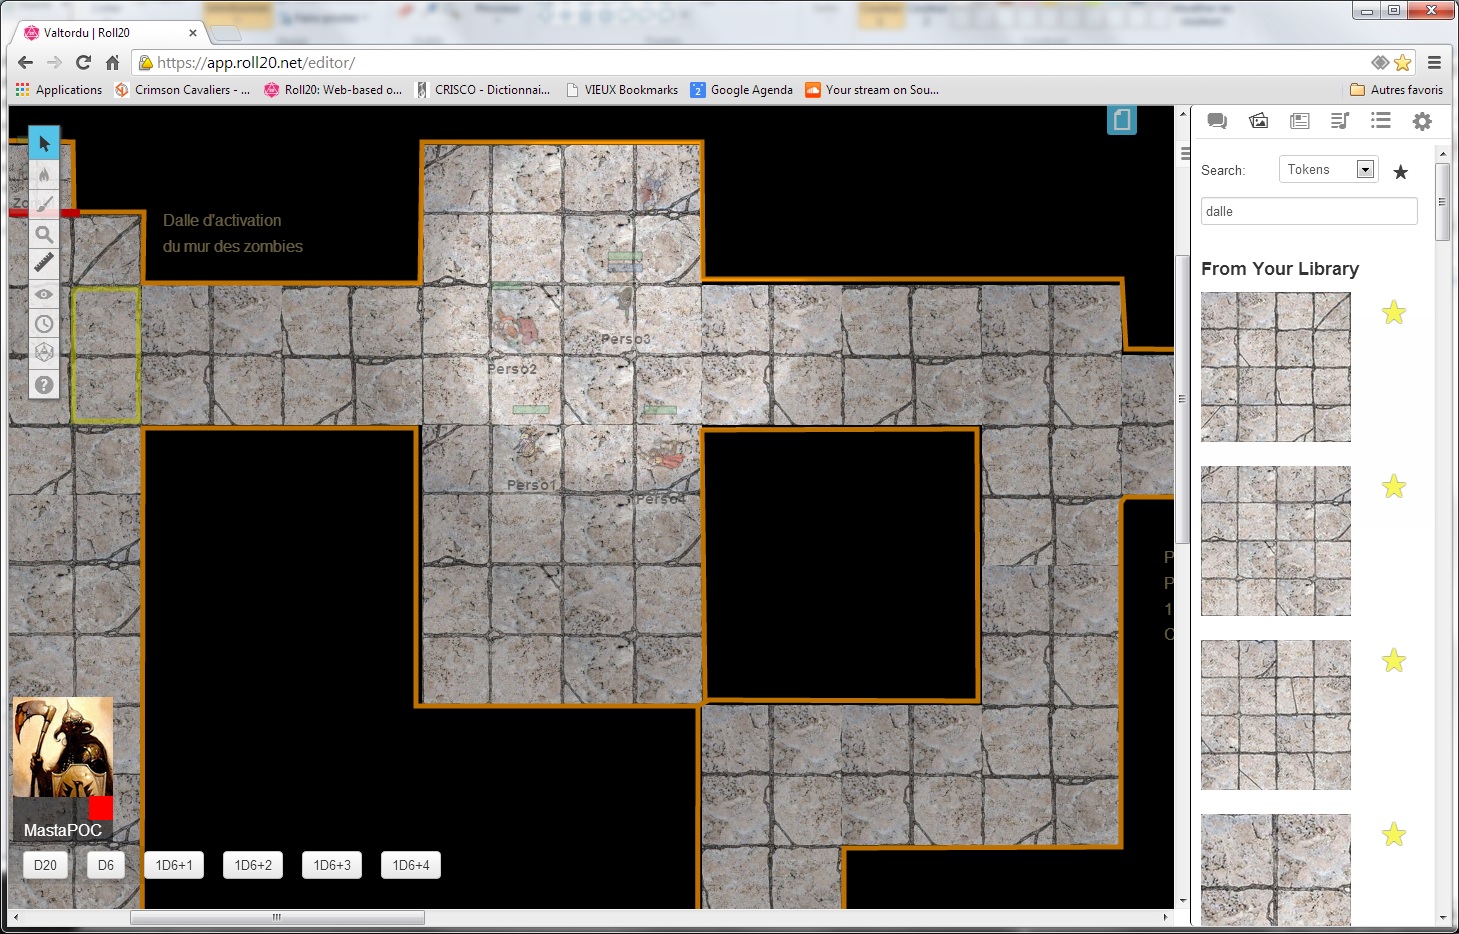 Valtordu | Roll20
https://app.roll20.net/editor/
Applications
Crimson Cavaliers - ...
Roll20: Web-based o...
CRISCO - Dictionnai...
VIEUX Bookmarks
2
Google Agenda
Your stream on Sou...
Autres favoris
Search:
Tokens
dalle
From Your Library
Dalle d'activation
du mur des zombies
1
Perso3
Perso2
Perso1
Perso4
P
P
1
C
MastaPOC
D20
D6
1D6+1
1D6+2
1D6+3
1D6+4